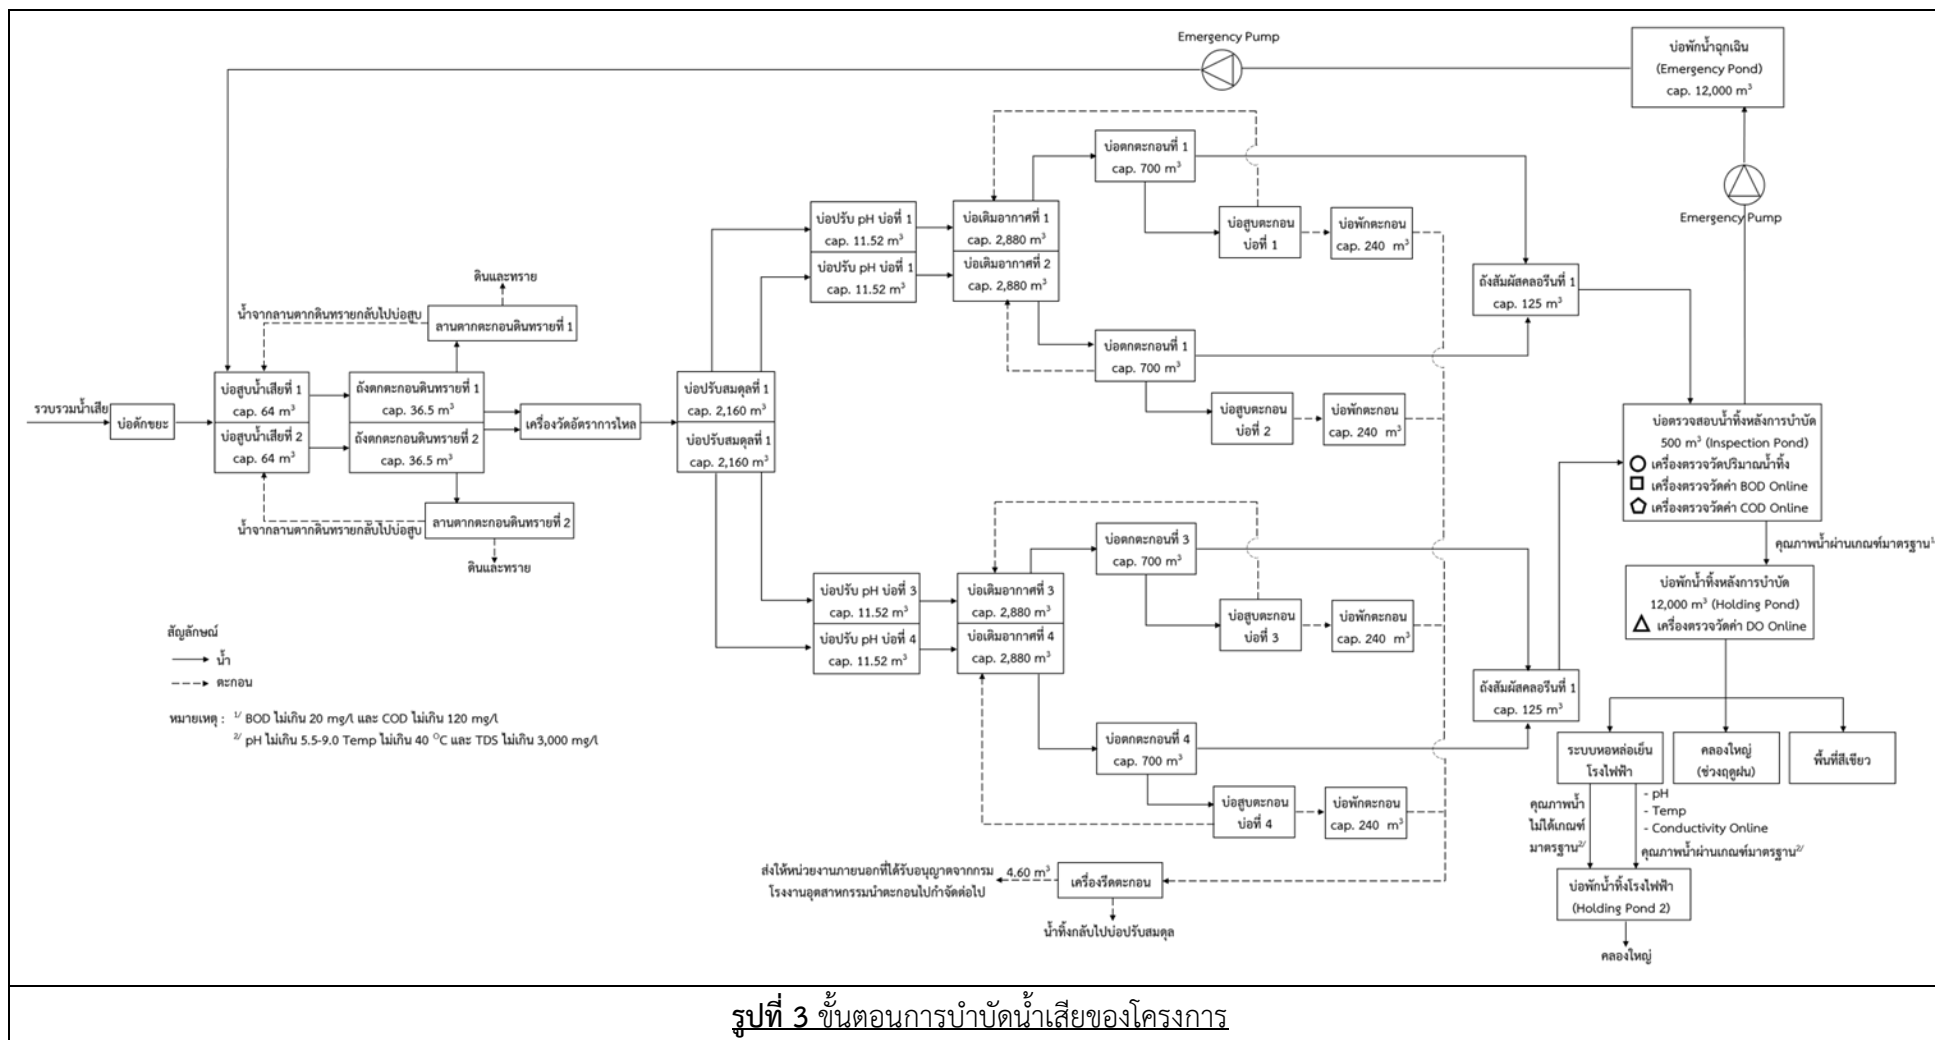 Emergency Pump
บ่อพักน้ำฉุกเฉิน
(Emergency Pond)
cap. 12,000 m³
Emergency Pump
บ่อตกตะกอนที่ 1
cap. 700 m³
บ่อปรับ pH บ่อที่ 1
cap. 11.52 m³
บ่อปรับ pH บ่อที่ 1
cap. 11.52 m³
บ่อเติมอากาศที่ 1
cap. 2,880 m³
บ่อเติมอากาศที่ 2
cap. 2,880 m³
บ่อสูบตะกอน
บ่อที่ 1
บ่อพักตะกอน
cap. 240 m³
ถังสัมผัสคลอรีนที่ 1
cap. 125 m³
ดินและทราย
น้ำจากลานตากดินทรายกลับไปบ่อสูบ
ลานตากตะกอนดินทรายที่ 1
บ่อตกตะกอนที่ 1
cap. 700 m³
รวบรวมน้ำเสีย
บ่อดักขยะ
บ่อสูบน้ำเสียที่ 1
cap. 64 m³
บ่อสูบน้ำเสียที่ 2
cap. 64 m³
ถังตกตะกอนดินทรายที่ 1
cap. 36.5 m³
ถังตกตะกอนดินทรายที่ 2
cap. 36.5 m³
เครื่องวัดอัตราการไหล
บ่อปรับสมดุลที่ 1
cap. 2,160 m³
บ่อปรับสมดุลที่ 1
cap. 2,160 m³
บ่อสูบตะกอน
บ่อที่ 2
บ่อพักตะกอน
cap. 240 m³
บ่อตรวจสอบน้ำทิ้งหลังการบำบัด
500 m³ (Inspection Pond)
เครื่องตรวจวัดปริมาณน้ำทิ้ง
เครื่องตรวจวัดค่า BOD Online
เครื่องตรวจวัดค่า COD Online
น้ำจากลานตากดินทรายกลับไปบ่อสูบ
ลานตากตะกอนดินทรายที่ 2
ดินและทราย
บ่อตกตะกอนที่ 3
cap. 700 m³
คุณภาพน้ำผ่านเกณฑ์มาตรฐาน¹/
บ่อปรับ pH บ่อที่ 3
cap. 11.52 m³
บ่อปรับ pH บ่อที่ 4
cap. 11.52 m³
บ่อเติมอากาศที่ 3
cap. 2,880 m³
บ่อเติมอากาศที่ 4
cap. 2,880 m³
บ่อสูบตะกอน
บ่อที่ 3
บ่อพักตะกอน
cap. 240 m³
บ่อพักน้ำทิ้งหลังการบำบัด
12,000 m³ (Holding Pond)
เครื่องตรวจวัดค่า DO Online
สัญลักษณ์
น้ำ
ตะกอน
หมายเหตุ : ¹/ BOD ไม่เกิน 20 mg/l และ COD ไม่เกิน 120 mg/l
²/ pH ไม่เกิน 5.5-9.0 Temp ไม่เกิน 40 °C และ TDS ไม่เกิน 3,000 mg/l
ถังสัมผัสคลอรีนที่ 1
cap. 125 m³
บ่อตกตะกอนที่ 4
cap. 700 m³
ระบบหอหล่อเย็น
โรงไฟฟ้า
คลองใหญ่
(ช่วงฤดูฝน)
พื้นที่สีเขียว
บ่อสูบตะกอน
บ่อที่ 4
บ่อพักตะกอน
cap. 240 m³
คุณภาพน้ำ
ไม่ได้เกณฑ์
มาตรฐาน²/
- pH
- Temp
- Conductivity Online
คุณภาพน้ำผ่านเกณฑ์มาตรฐาน²/
ส่งให้หน่วยงานภายนอกที่ได้รับอนุญาตจากกรม
โรงงานอุตสาหกรรมนำตะกอนไปกำจัดต่อไป
4.60 m³
เครื่องรีดตะกอน
น้ำทิ้งกลับไปบ่อปรับสมดุล
บ่อพักน้ำทิ้งโรงไฟฟ้า
(Holding Pond 2)
คลองใหญ่
รูปที่ 3 ขั้นตอนการบำบัดน้ำเสียของโครงการ